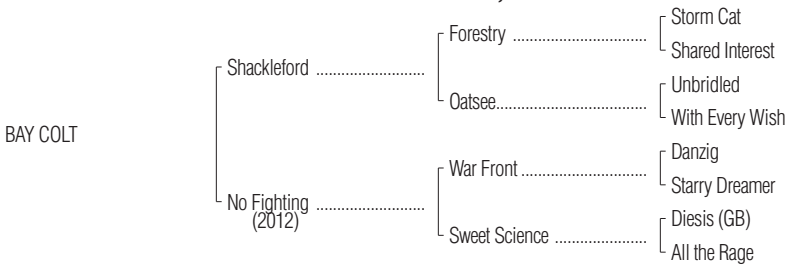 Storm Cat
Forestry ...............................
Shared Interest
Shackleford .........................
Unbridled
Oatsee...................................
With Every Wish
BAY COLT
Danzig
War Front .............................
Starry Dreamer
No Fighting .........................
(2012)
Diesis (GB)
Sweet Science .....................
All the Rage